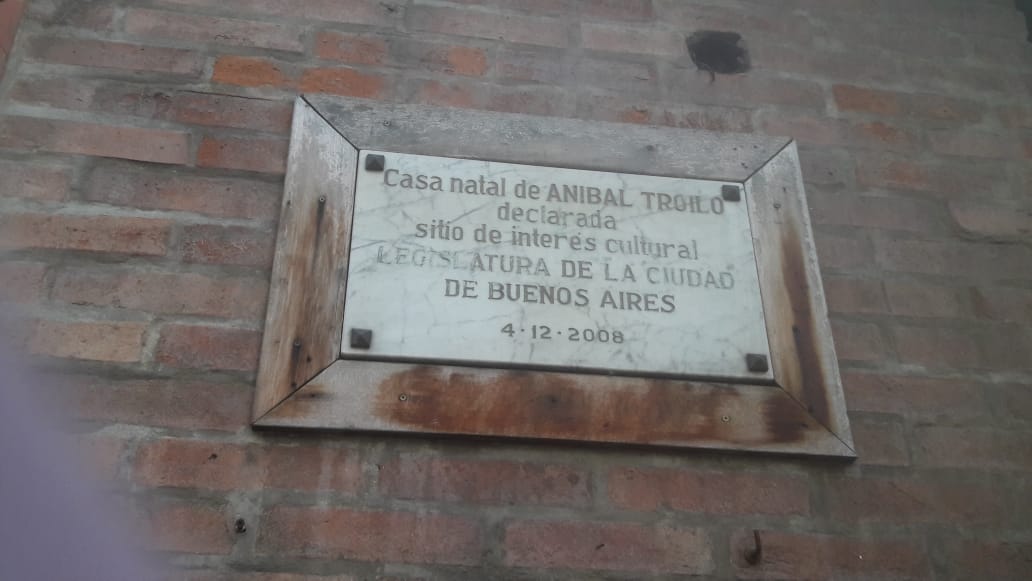 Casa natal de ANIBAL TROILO
declarada
sitio de interés cultural
LEGISLATURA DE LA CIUDAD
DE BUENOS AIRES
4·12·2008